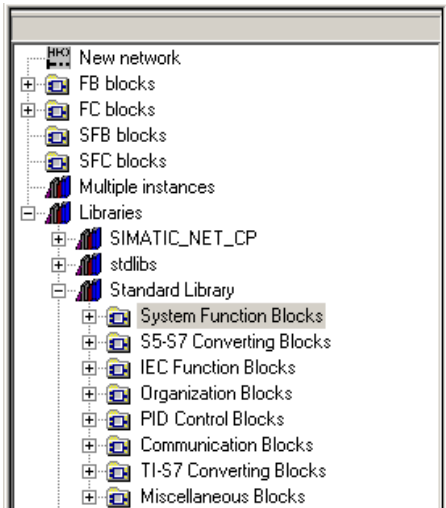 New network
FB blocks
FC blocks
SFB blocks
SFC blocks
Multiple instances
Libraries
SIMATIC_NET_CP
stdlibs
Standard Library
System Function Blocks
S5-S7 Converting Blocks
IEC Function Blocks
Organization Blocks
PID Control Blocks
Communication Blocks
TI-S7 Converting Blocks
Miscellaneous Blocks